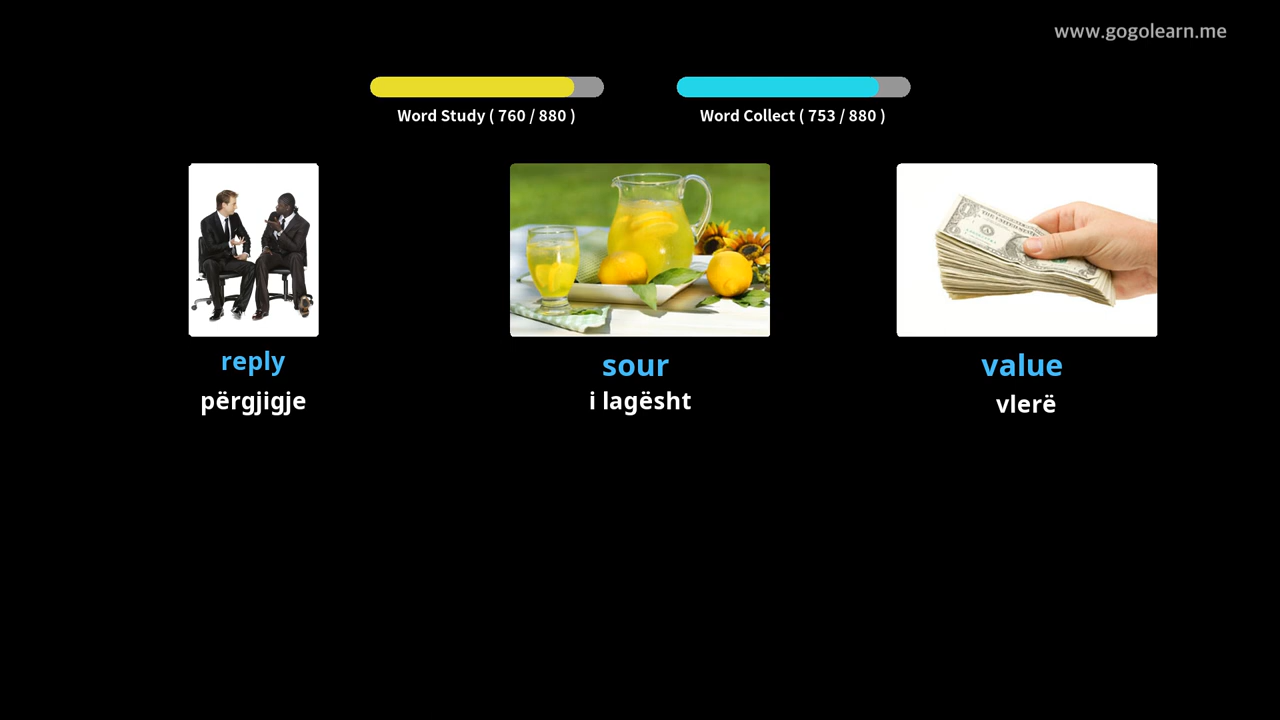 www.gogolearn.me
Word Study ( 760 / 880 )
Word Collect ( 753 / 880 )
reply
përgjigje
sour
i lagësht
value
vlerë